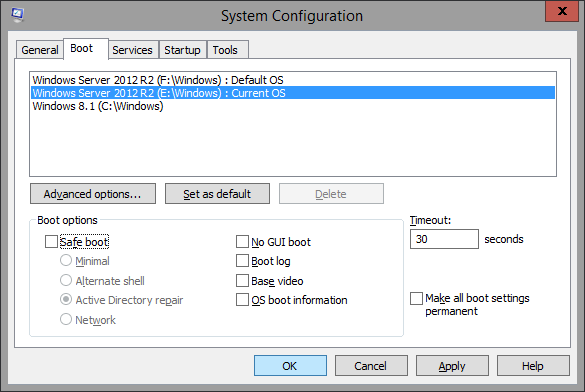 System Configuration
General Boot Services Startup Tools
Windows Server 2012 R2 (F:\Windows) : Default OS
Windows Server 2012 R2 (E:\Windows) : Current OS
Windows 8.1 (C:\Windows)
Advanced options... Set as default Delete
Boot options
Safe boot
Minimal
Alternate shell
Active Directory repair
Network
No GUI boot
Boot log
Base video
OS boot information
Timeout:
30 seconds
Make all boot settings
permanent
OK Cancel Apply Help